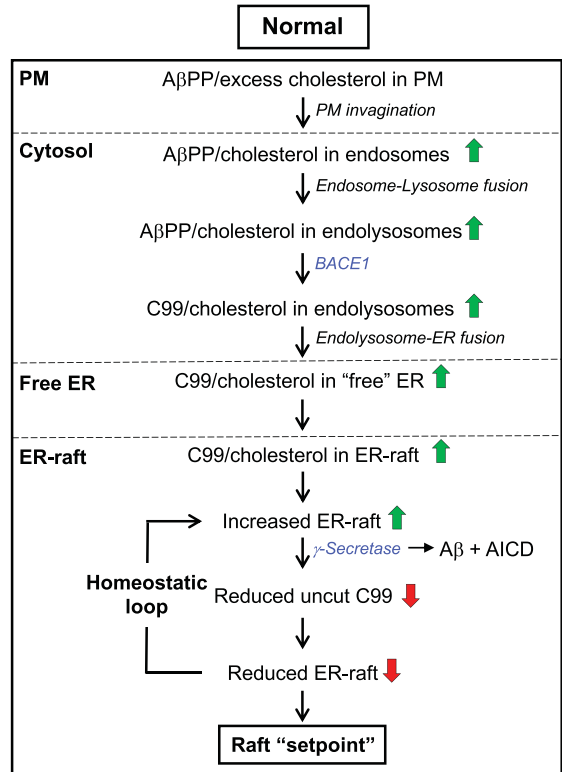 Normal
PM
AβPP/excess cholesterol in PM
PM invagination
Cytosol
AβPP/cholesterol in endosomes
Endosome-Lysosome fusion
AβPP/cholesterol in endolysosomes
BACE1
C99/cholesterol in endolysosomes
Endolysosome-ER fusion
Free ER
C99/cholesterol in “free” ER
ER-raft
C99/cholesterol in ER-raft
Increased ER-raft
γ-Secretase
Aβ + AICD
Homeostatic
loop
Reduced uncut C99
Reduced ER-raft
Raft “setpoint”